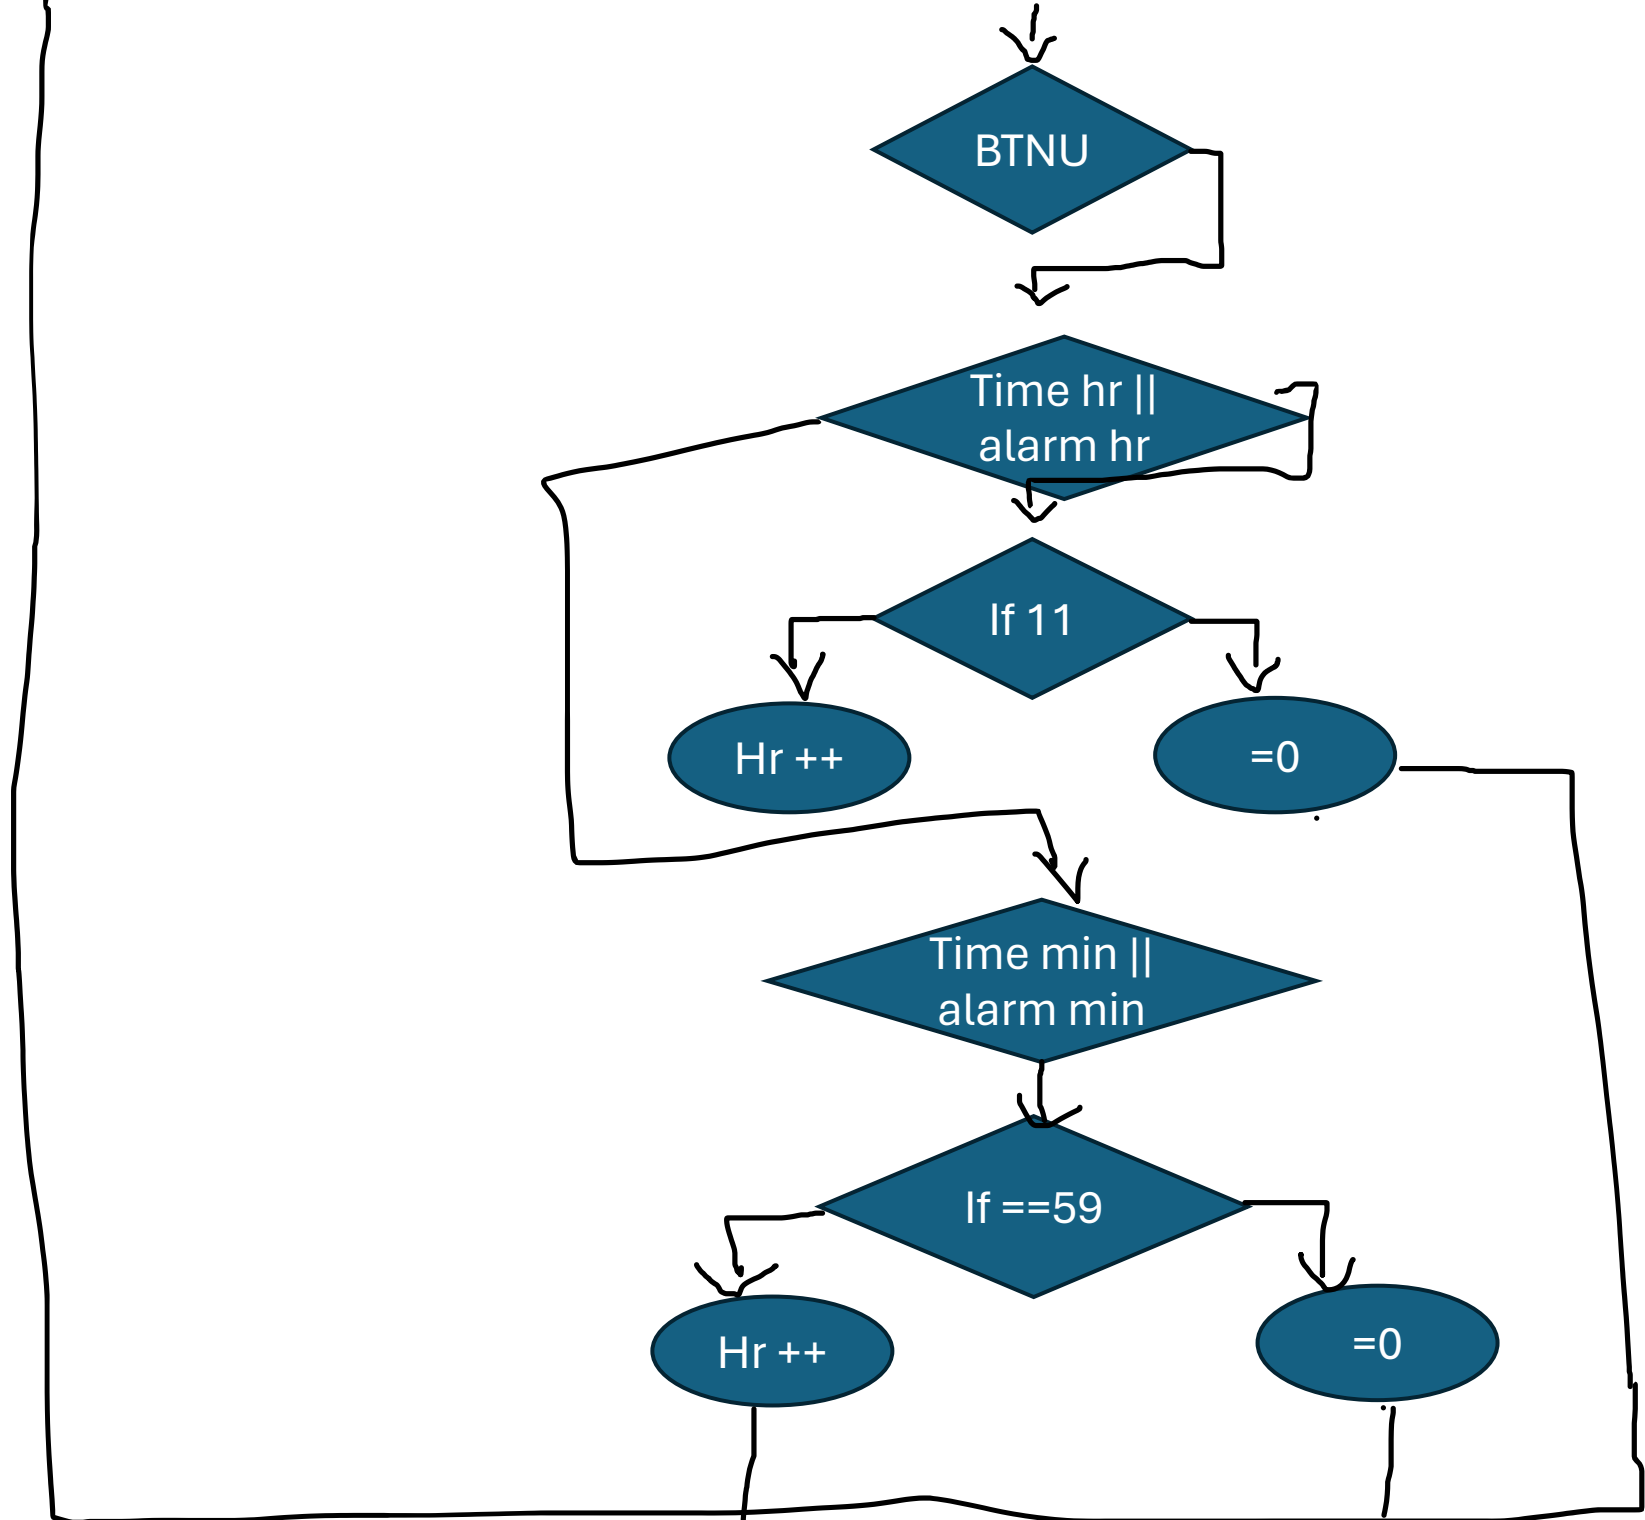 BTNU
Time hr ||
alarm hr
If 11
Hr ++
=0
Time min ||
alarm min
If ==59
Hr ++
=0